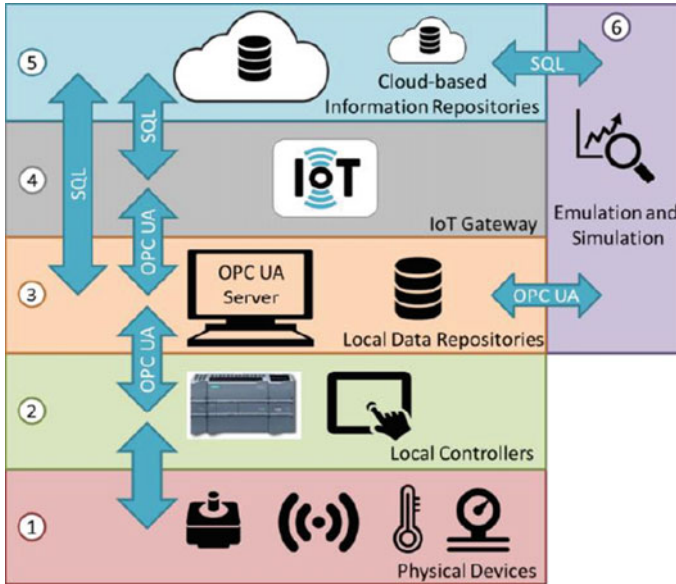 5
SQL
SQL
Cloud-based
Information Repositories
SQL
6
4
IoT
IoT Gateway
Emulation and
Simulation
OPC UA
3
OPC UA
Server
Local Data Repositories
OPC UA
OPC UA
2
Local Controllers
1
Physical Devices